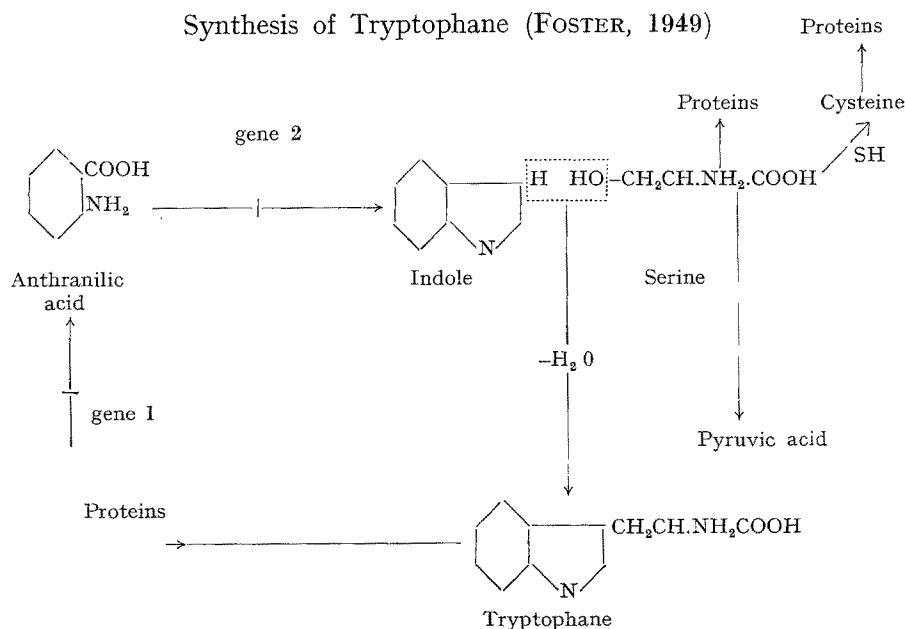 Synthesis of Tryptophane (FOSTER, 1949)
Proteins
Proteins
Cysteine
gene 2
SH
COOH
NH₂
H HO–CH₂CH.NH₂.COOH
N
Anthranilic
acid
Indole
Serine
–H₂ 0
gene 1
Pyruvic acid
Proteins
CH₂CH.NH₂COOH
N
Tryptophane